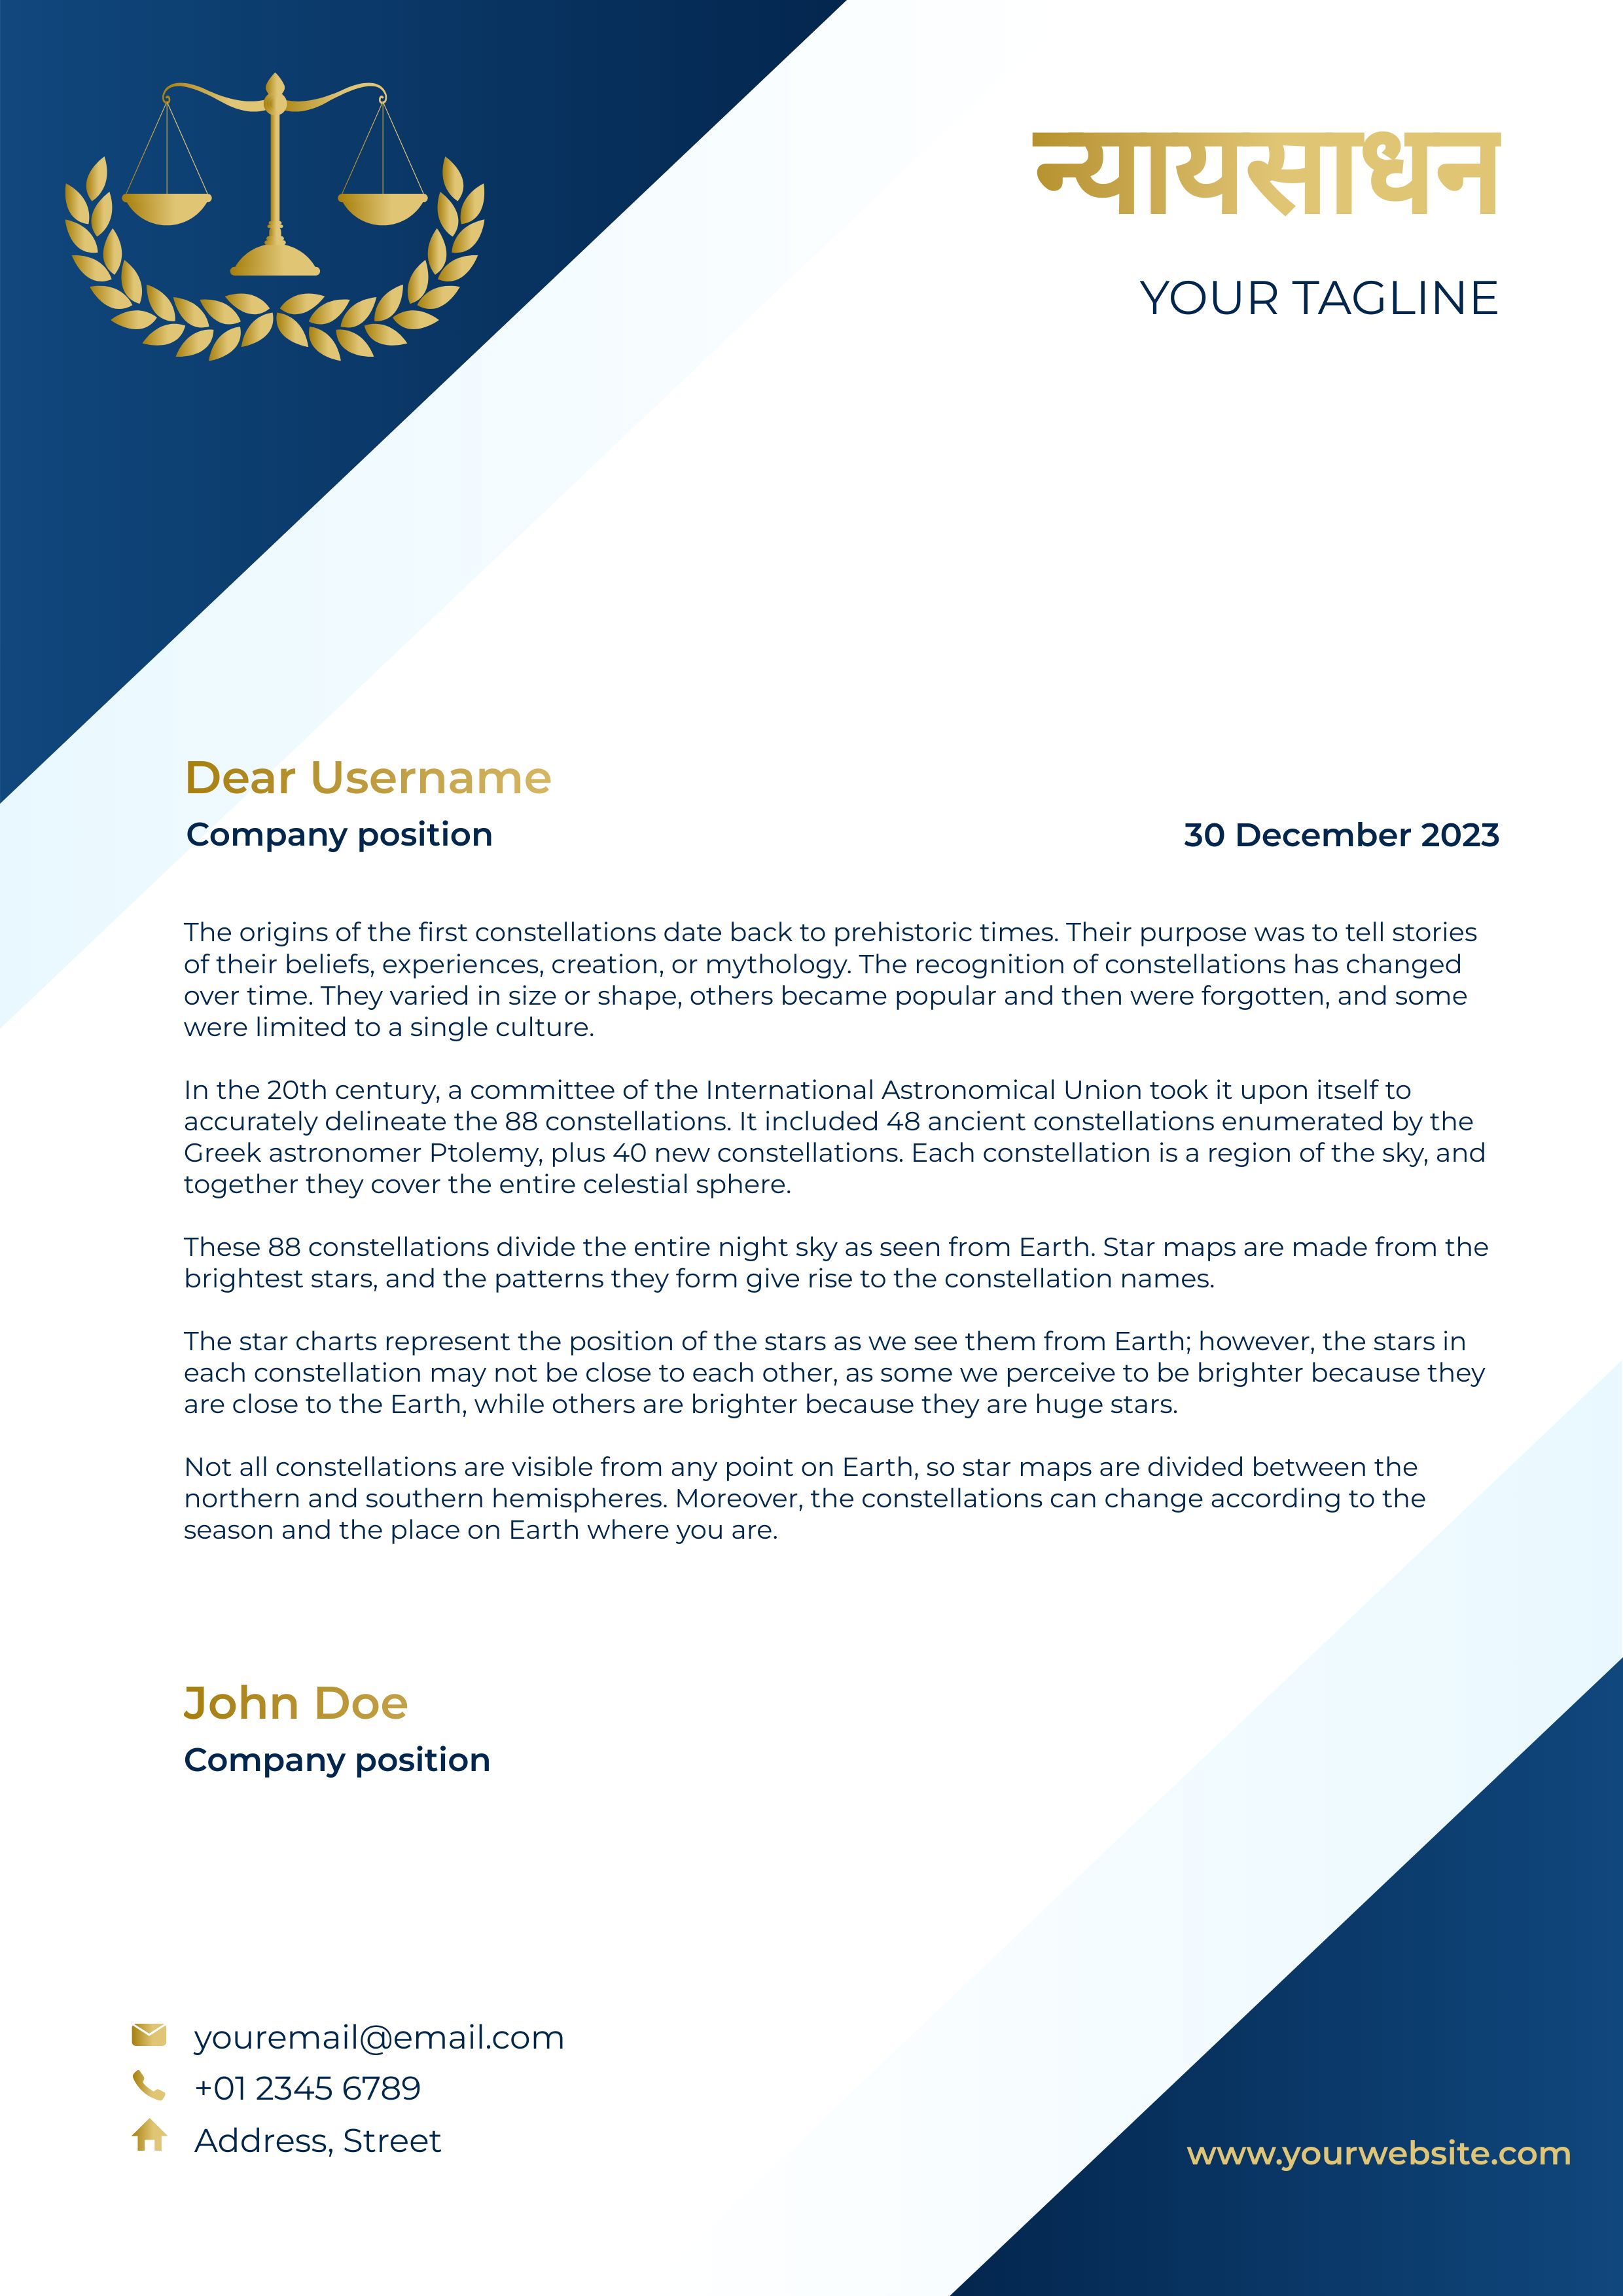 न्यायसाधन
YOUR TAGLINE
Dear Username
Company position
30 December 2023
The origins of the first constellations date back to prehistoric times. Their purpose was to tell stories
of their beliefs, experiences, creation, or mythology. The recognition of constellations has changed
over time. They varied in size or shape, others became popular and then were forgotten, and some
were limited to a single culture.
In the 20th century, a committee of the International Astronomical Union took it upon itself to
accurately delineate the 88 constellations. It included 48 ancient constellations enumerated by the
Greek astronomer Ptolemy, plus 40 new constellations. Each constellation is a region of the sky, and
together they cover the entire celestial sphere.
These 88 constellations divide the entire night sky as seen from Earth. Star maps are made from the
brightest stars, and the patterns they form give rise to the constellation names.
The star charts represent the position of the stars as we see them from Earth; however, the stars in
each constellation may not be close to each other, as some we perceive to be brighter because they
are close to the Earth, while others are brighter because they are huge stars.
Not all constellations are visible from any point on Earth, so star maps are divided between the
northern and southern hemispheres. Moreover, the constellations can change according to the
season and the place on Earth where you are.
John Doe
Company position
youremail@email.com
+01 2345 6789
Address, Street
www.yourwebsite.com